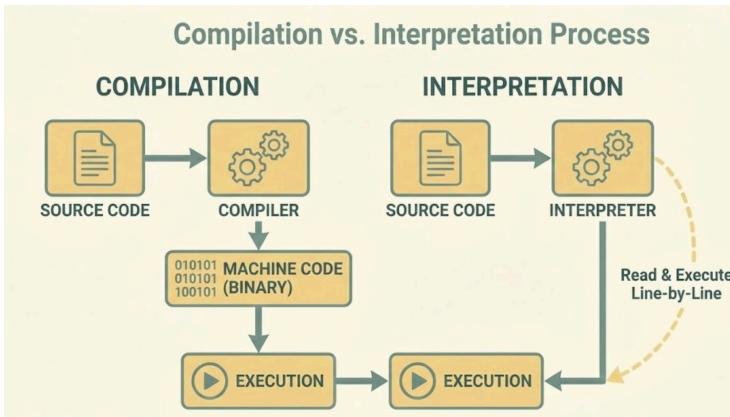 Compilation vs. Interpretation Process
COMPILATION
INTERPRETATION
SOURCE CODE
COMPILER
SOURCE CODE
INTERPRETER
010101
010101
100101
MACHINE CODE
(BINARY)
Read & Execute
Line-by-Line
EXECUTION
EXECUTION